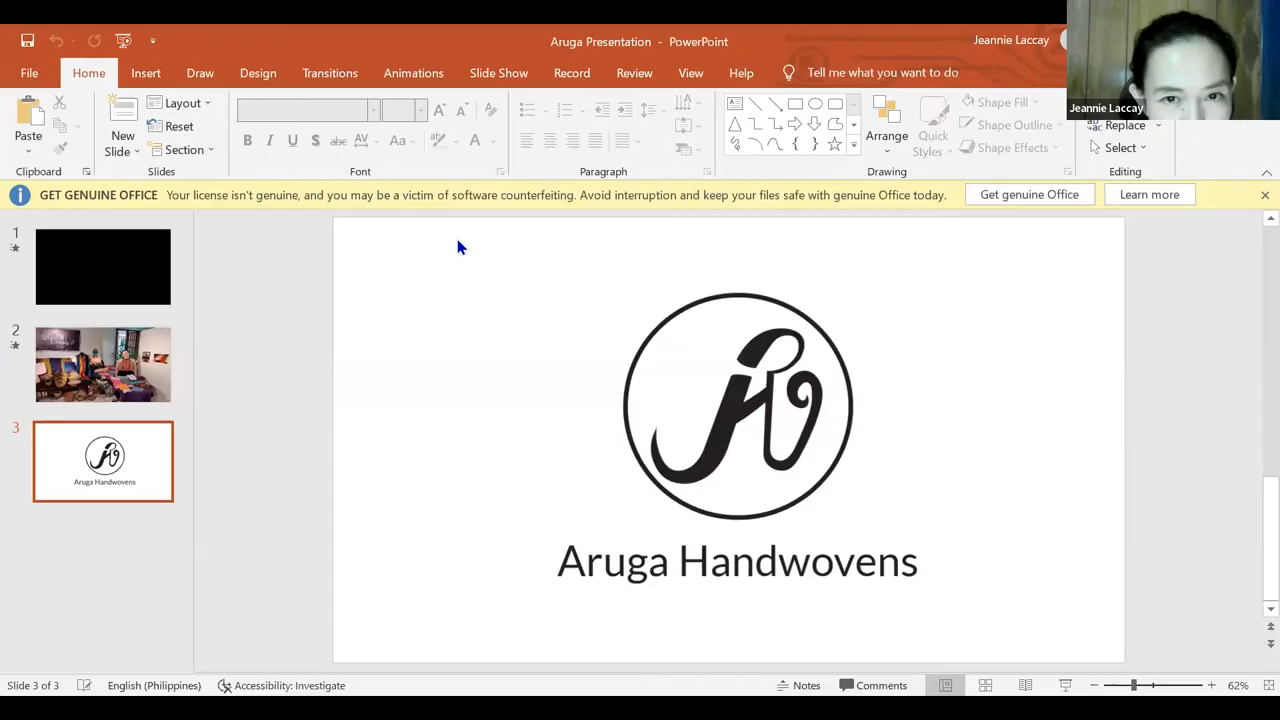 Aruga Presentation - PowerPoint
Jeannie Laccay
File Home Insert Draw Design Transitions Animations Slide Show Record Review View Help Tell me what you want to do
Jeannie Laccay
Paste
Clipboard
New
Slide
Layout
Reset
Section
Slides
B I U S abc AV Aa A
Font
Paragraph
Arrange
Quick
Styles
Shape Fill
Shape Outline
Shape Effects
Drawing
Replace
Select
Editing
GET GENUINE OFFICE Your license isn't genuine, and you may be a victim of software counterfeiting. Avoid interruption and keep your files safe with genuine Office today. Get genuine Office Learn more
1
2
3
Aruga Handwovens
Aruga Handwovens
Slide 3 of 3 English (Philippines) Accessibility: Investigate Notes Comments 62%